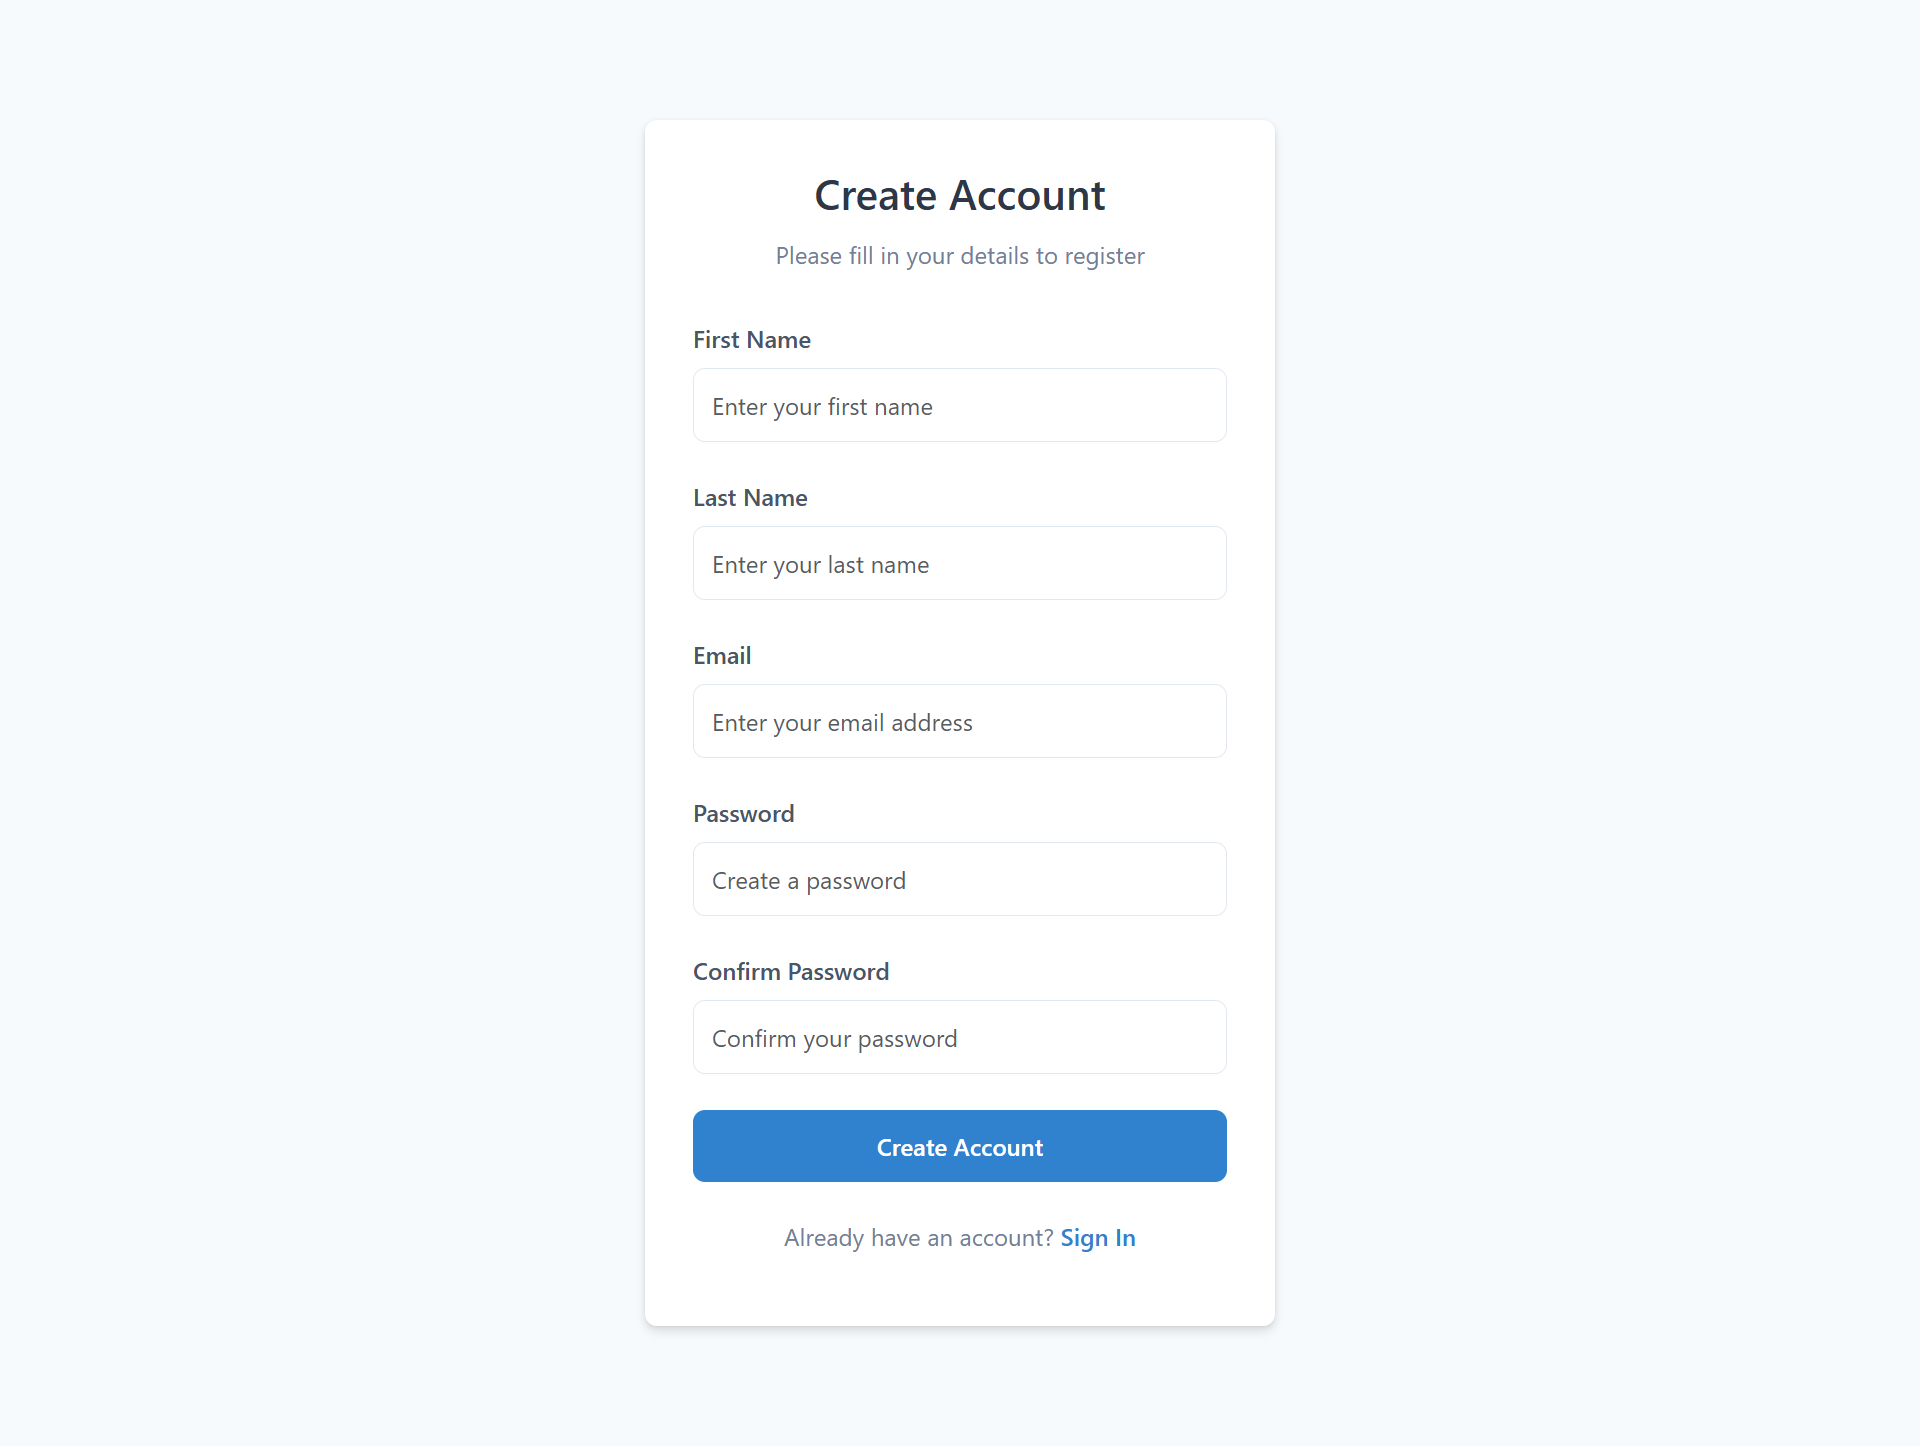 Create Account
Please fill in your details to register
First Name
Enter your first name
Last Name
Enter your last name
Email
Enter your email address
Password
Create a password
Confirm Password
Confirm your password
Create Account
Already have an account? Sign In